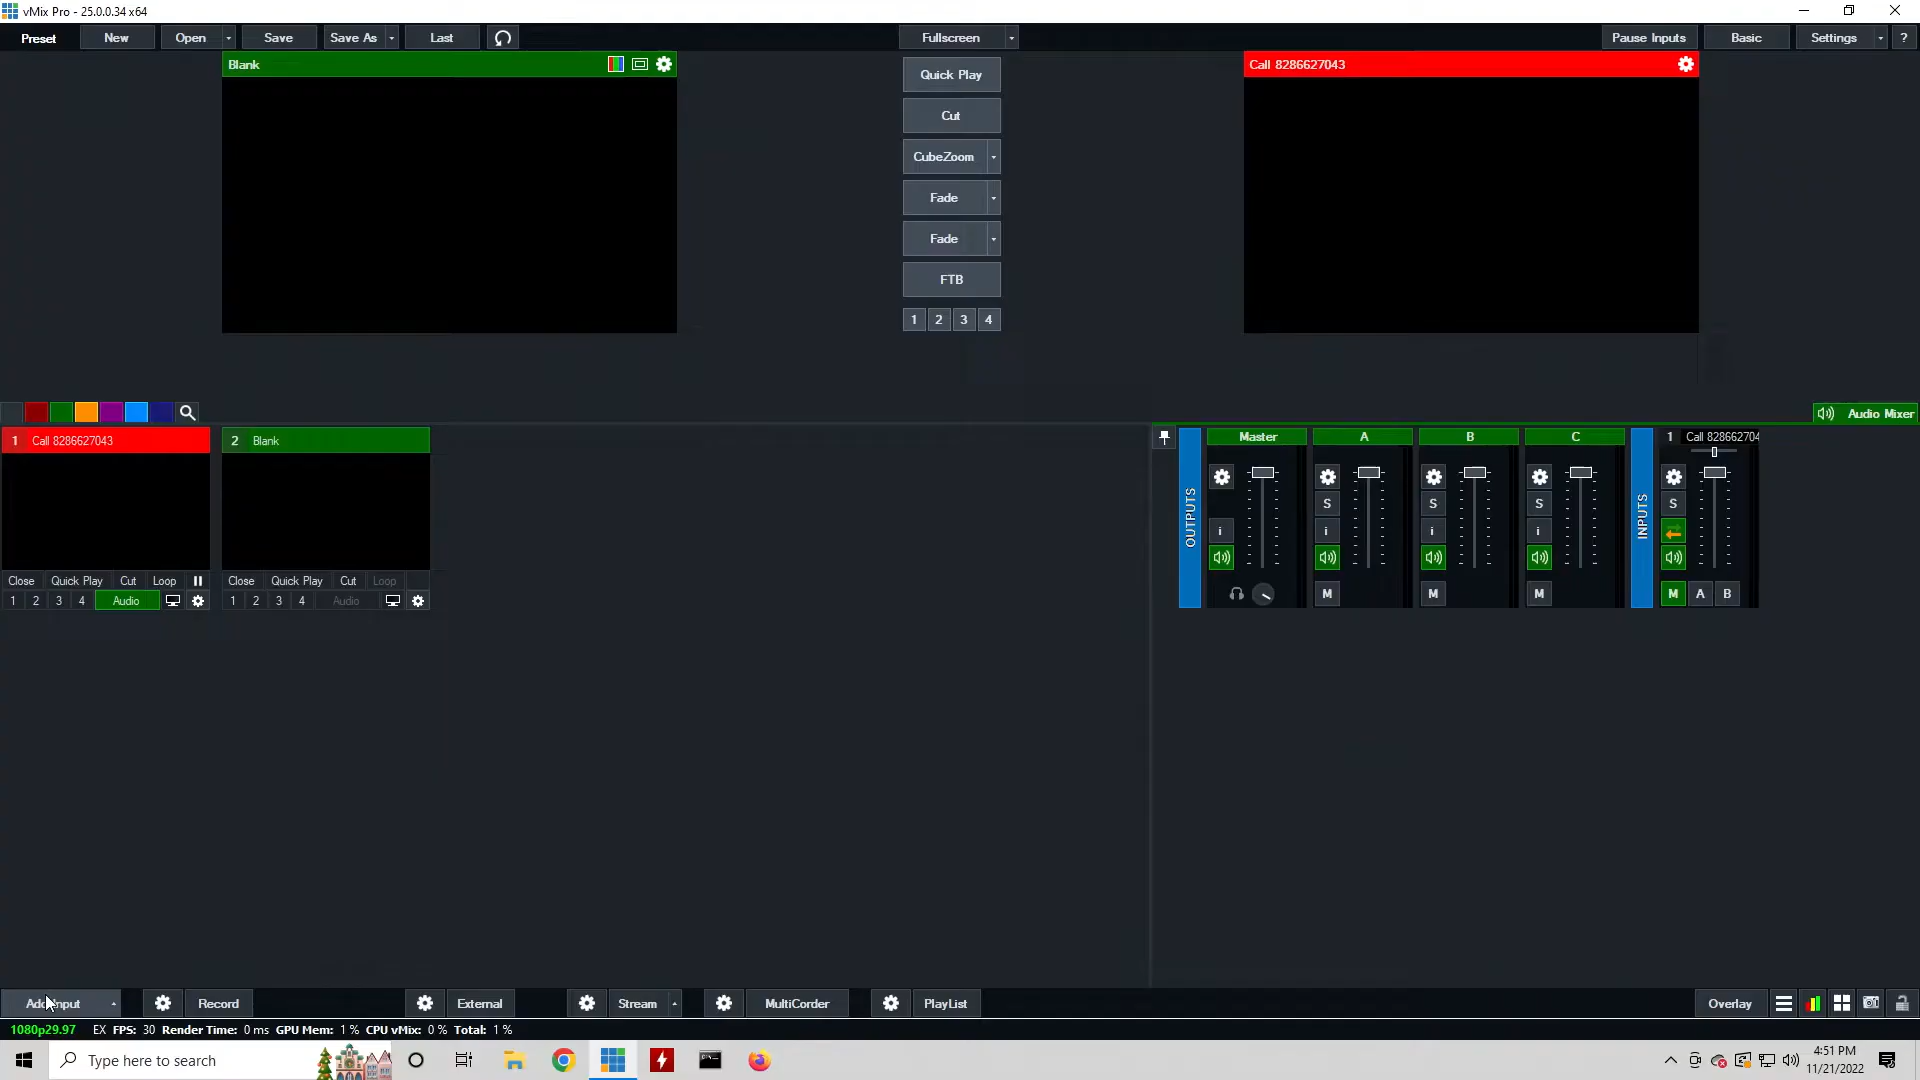 vMix Pro - 25.0.0.34 x64
Preset New Open Save Save As Last Fullscreen Pause Inputs Basic Settings ?
Blank
Call 8286627043
Quick Play
Cut
CubeZoom
Fade
Fade
FTB
1 2 3 4
Audio Mixer
1 Call 8286627043
2 Blank
Close Quick Play Cut Loop
1 2 3 4 Audio
Close Quick Play Cut Loop
1 2 3 4 Audio
OUTPUTS
Master A B C
INPUTS
1 Call 82866270
S S S S
i i i i
M M M M A B
Add Input Record External Stream MultiCorder PlayList Overlay
1080p29.97 EX FPS: 30 Render Time: 0 ms GPU Mem: 1 % CPU vMix: 0 % Total: 1 %
Type here to search
4:51 PM
11/21/2022